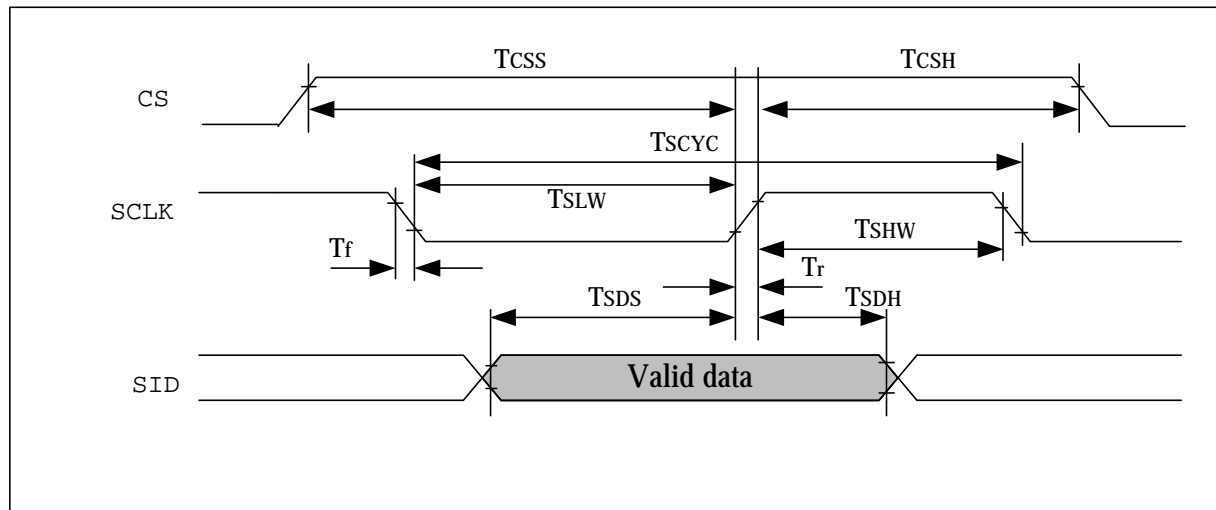 TCSS
TCSH
CS
TSCYC
TSLW
SCLK
TSHW
Tf
Tr
TSDS
TSDH
SID
Valid data